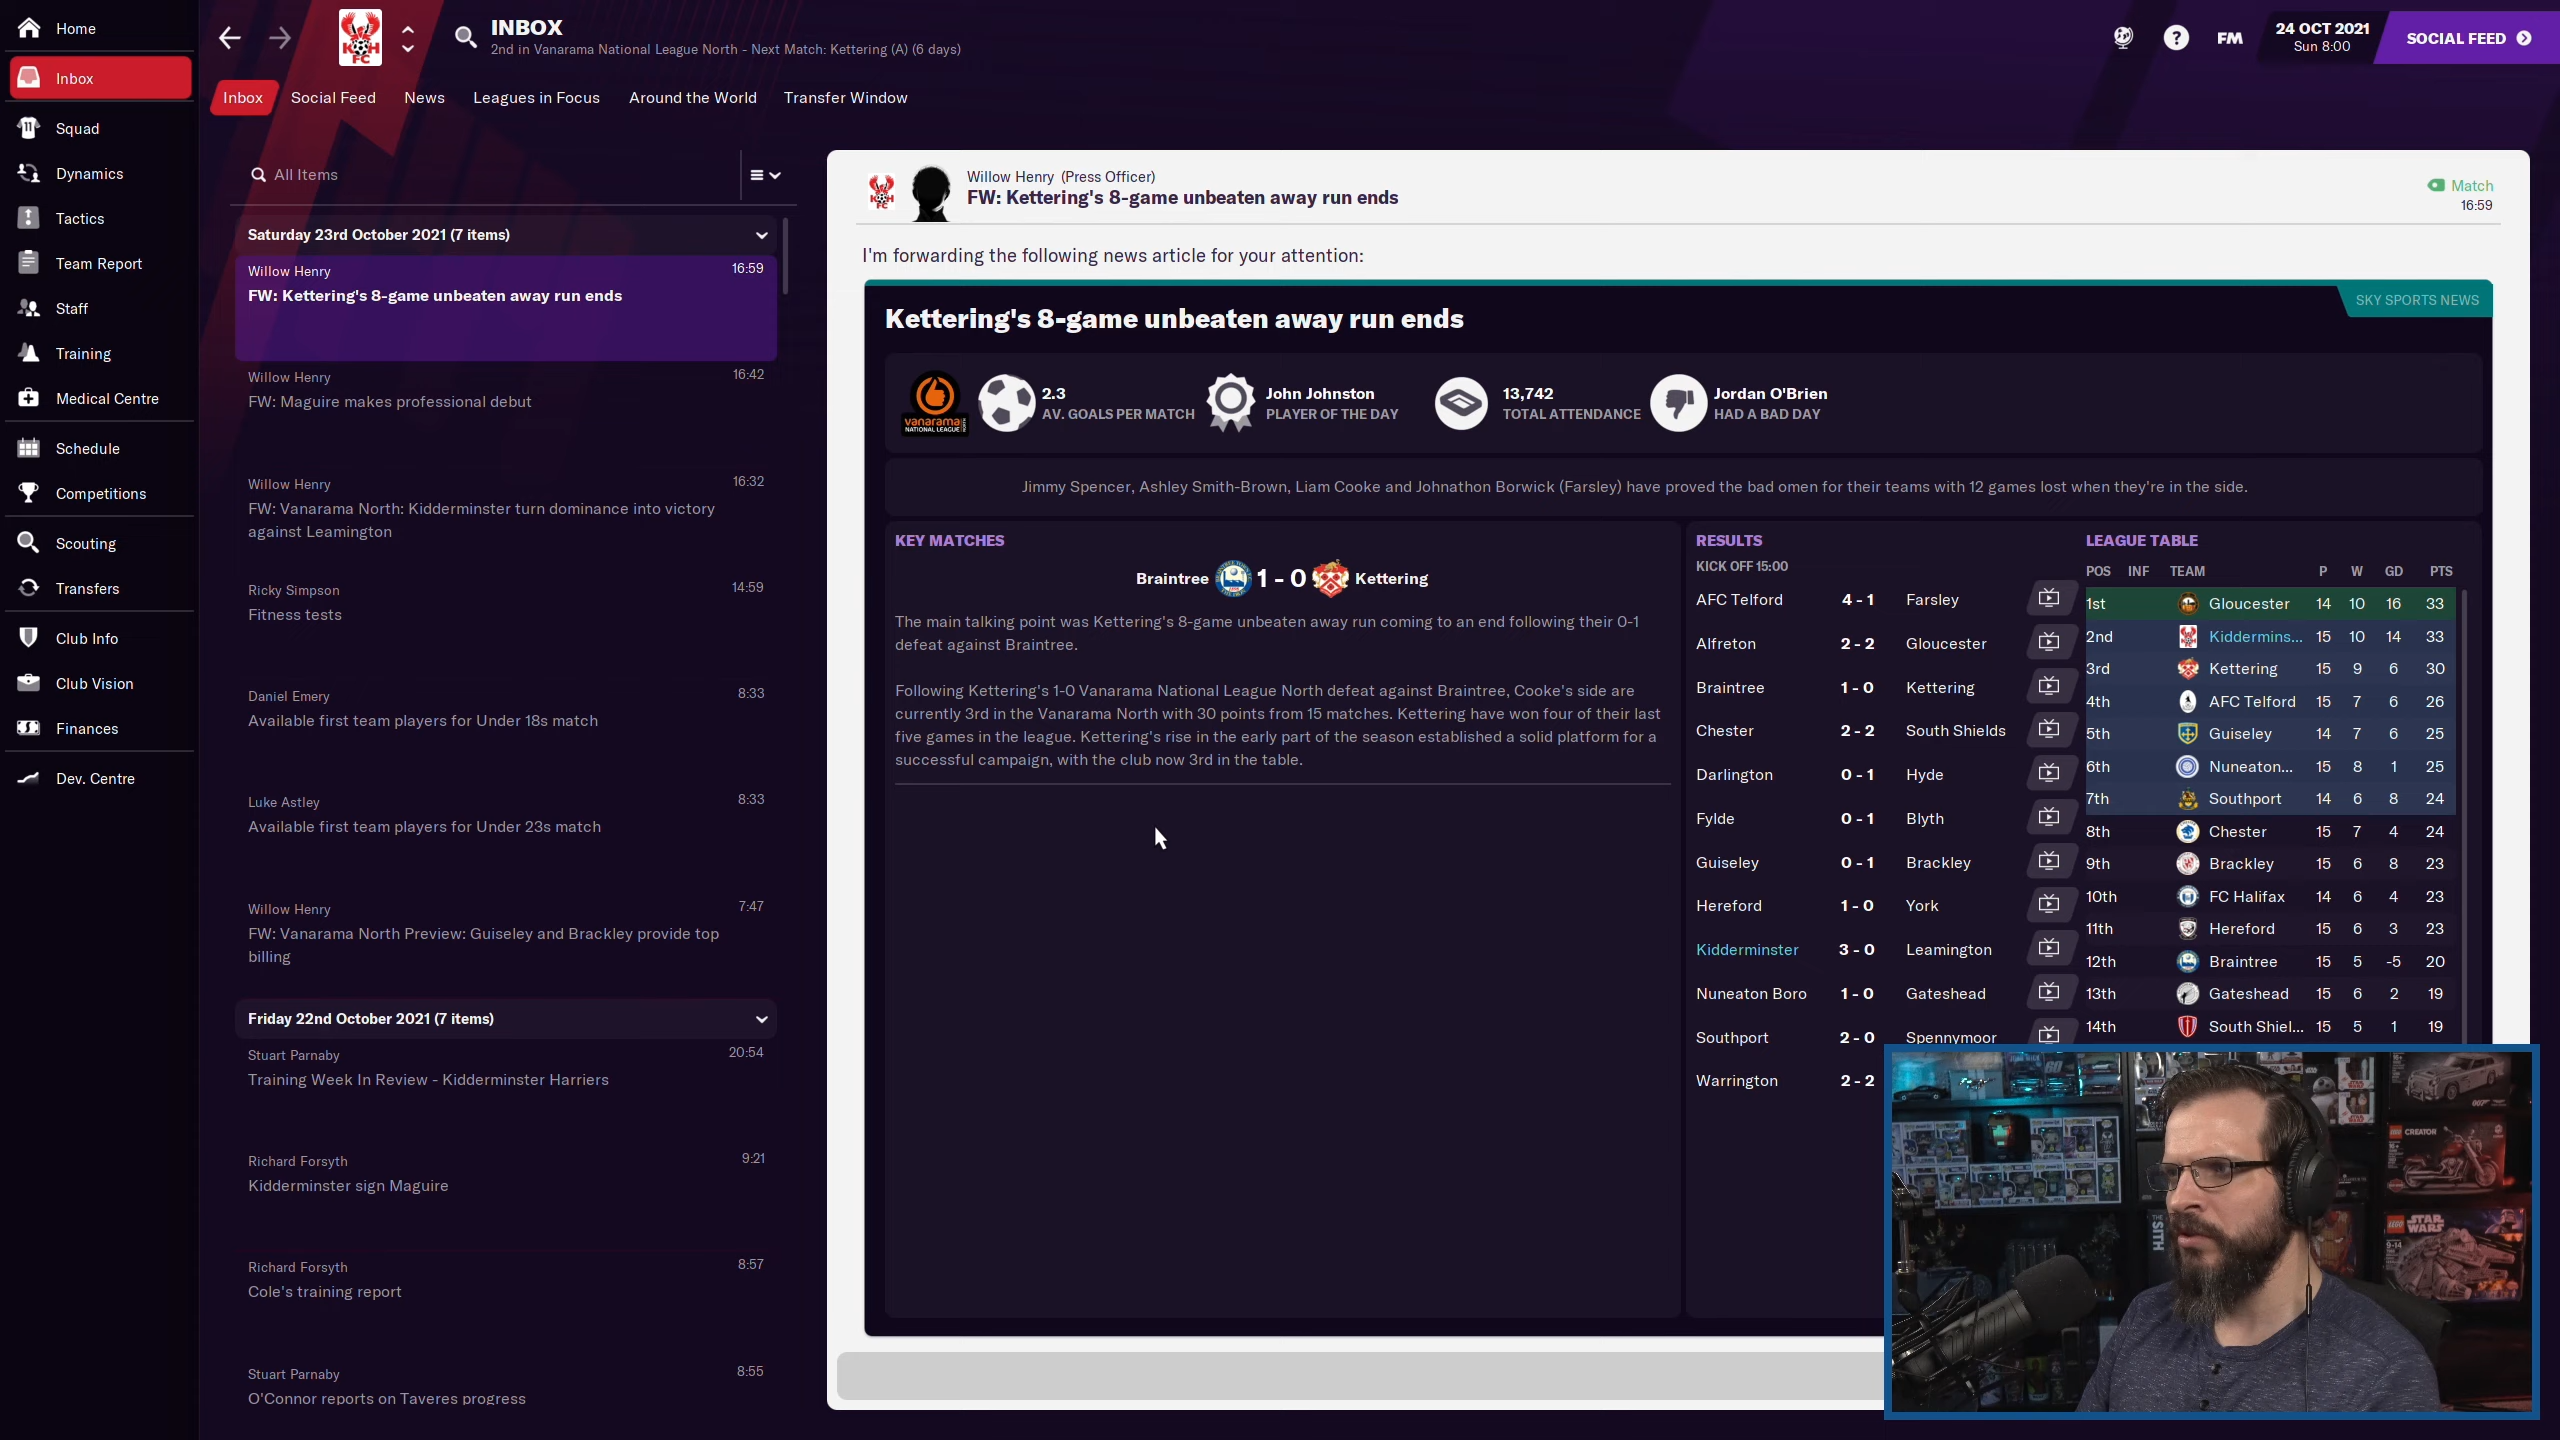 Home
Inbox
Squad
Dynamics
Tactics
Team Report
Staff
Training
Medical Centre
Schedule
Competitions
Scouting
Transfers
Club Info
Club Vision
Finances
Dev. Centre
KH
FC
INBOX
2nd in Vanarama National League North - Next Match: Kettering (A) (6 days)
?
FM
24 OCT 2021
Sun 8:00
SOCIAL FEED
Inbox Social Feed News Leagues in Focus Around the World Transfer Window
All Items
Saturday 23rd October 2021 (7 items)
Willow Henry 16:59
FW: Kettering's 8-game unbeaten away run ends
Willow Henry 16:42
FW: Maguire makes professional debut
Willow Henry 16:32
FW: Vanarama North: Kidderminster turn dominance into victory
against Leamington
Ricky Simpson 14:59
Fitness tests
Daniel Emery 8:33
Available first team players for Under 18s match
Luke Astley 8:33
Available first team players for Under 23s match
Willow Henry 7:47
FW: Vanarama North Preview: Guiseley and Brackley provide top
billing
Friday 22nd October 2021 (7 items)
Stuart Parnaby 20:54
Training Week In Review - Kidderminster Harriers
Richard Forsyth 9:21
Kidderminster sign Maguire
Richard Forsyth 8:57
Cole's training report
Stuart Parnaby 8:55
O'Connor reports on Taveres progress
Willow Henry (Press Officer)
FW: Kettering's 8-game unbeaten away run ends
Match
16:59
I'm forwarding the following news article for your attention:
SKY SPORTS NEWS
Kettering's 8-game unbeaten away run ends
vanarama
NATIONAL LEAGUE
2.3
AV. GOALS PER MATCH
John Johnston
PLAYER OF THE DAY
13,742
TOTAL ATTENDANCE
Jordan O'Brien
HAD A BAD DAY
Jimmy Spencer, Ashley Smith-Brown, Liam Cooke and Johnathon Borwick (Farsley) have proved the bad omen for their teams with 12 games lost when they're in the side.
KEY MATCHES
Braintree 1 - 0 Kettering
The main talking point was Kettering's 8-game unbeaten away run coming to an end following their 0-1
defeat against Braintree.
Following Kettering's 1-0 Vanarama National League North defeat against Braintree, Cooke's side are
currently 3rd in the Vanarama North with 30 points from 15 matches. Kettering have won four of their last
five games in the league. Kettering's rise in the early part of the season established a solid platform for a
successful campaign, with the club now 3rd in the table.
RESULTS
KICK OFF 15:00
AFC Telford 4 - 1 Farsley
Alfreton 2 - 2 Gloucester
Braintree 1 - 0 Kettering
Chester 2 - 2 South Shields
Darlington 0 - 1 Hyde
Fylde 0 - 1 Blyth
Guiseley 0 - 1 Brackley
Hereford 1 - 0 York
Kidderminster 3 - 0 Leamington
Nuneaton Boro 1 - 0 Gateshead
Southport 2 - 0 Spennymoor
Warrington 2 - 2
LEAGUE TABLE
POS INF TEAM P W GD PTS
1st Gloucester 14 10 16 33
2nd Kiddermins... 15 10 14 33
3rd Kettering 15 9 6 30
4th AFC Telford 15 7 6 26
5th Guiseley 14 7 6 25
6th Nuneaton... 15 8 1 25
7th Southport 14 6 8 24
8th Chester 15 7 4 24
9th Brackley 15 6 8 23
10th FC Halifax 14 6 4 23
11th Hereford 15 6 3 23
12th Braintree 15 5 -5 20
13th Gateshead 15 6 2 19
14th South Shiel... 15 5 1 19
007
LEGO CREATOR
LEGO STAR WARS
9-14
THE SITH